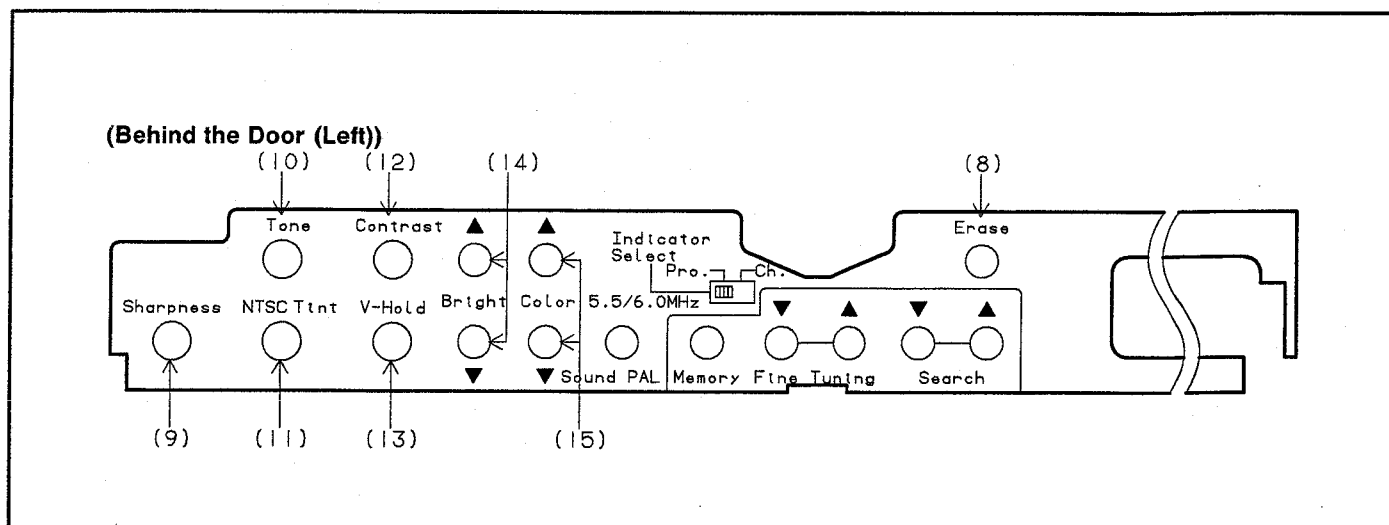 (Behind the Door (Left))
(10) (12) (14) (8)
Tone Contrast ▲ ▲ Erase
Indicator
Select
Pro. Ch.
Sharpness NTSC Tint V-Hold Bright Color 5.5/6.0MHz ▼ ▲ ▼ ▲
▼ ▼ Sound PAL Memory Fine Tuning Search
(9) (11) (13) (15)